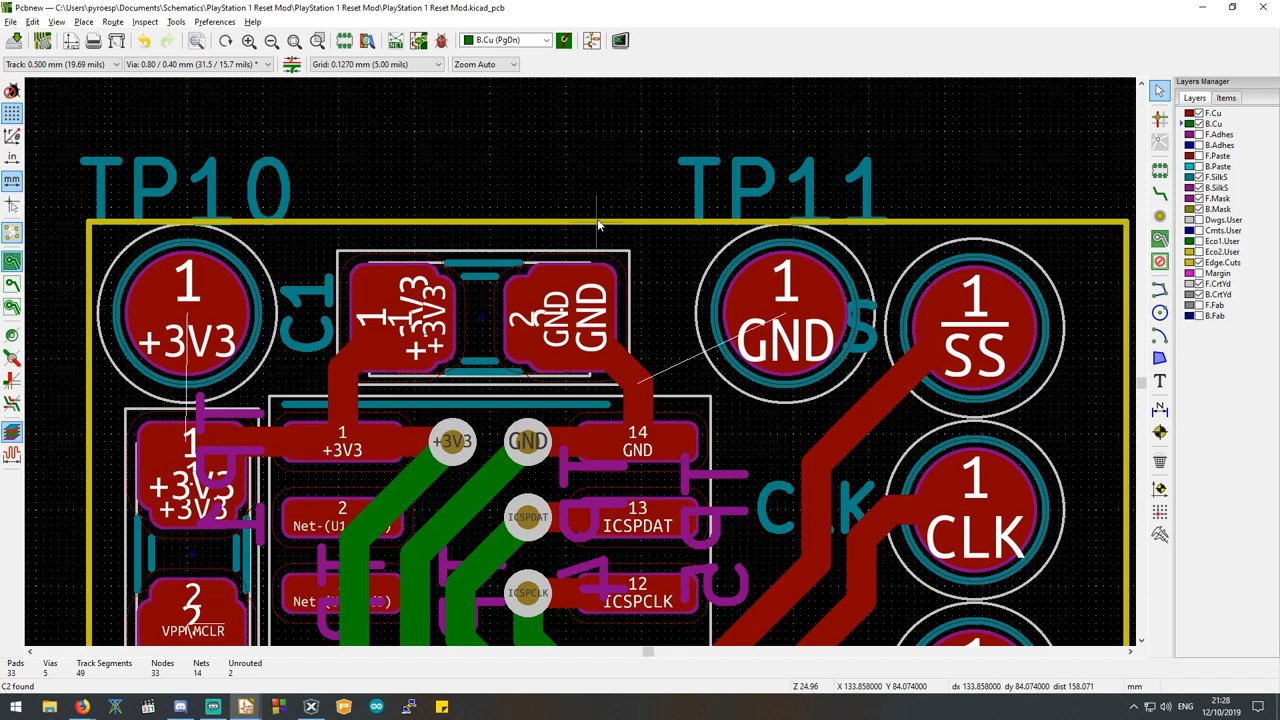 Pcbnew — C:\Users\pyroesp\Documents\Schematics\PlayStation 1 Reset Mod\PlayStation 1 Reset Mod\PlayStation 1 Reset Mod.kicad_pcb
File Edit View Place Route Inspect Tools Preferences Help
B.Cu (PgDn)
Track: 0.500 mm (19.69 mils) Via: 0.80 / 0.40 mm (31.5 / 15.7 mils) * Grid: 0.1270 mm (5.00 mils) Zoom Auto
Layers Manager
Layers Items
F.Cu
B.Cu
F.Adhes
B.Adhes
F.Paste
B.Paste
F.SilkS
B.SilkS
F.Mask
B.Mask
Dwgs.User
Cmts.User
Eco1.User
Eco2.User
Edge.Cuts
Margin
F.CrtYd
B.CrtYd
F.Fab
B.Fab
in
mm
TP10
TP11
1
+3V3
C1
1
+3V3
+3V3
2
GND
GND
1
GND
S
1
SS
1
+3V3
+3V3
1
+3V3
+3V3
GND
14
GND
1
CLK
CLK
2
Net-(U1
ICSPDAT
13
ICSPDAT
ICSPCLK
12
ICSPCLK
2
2
VPP\MCLR
1
Pads Vias Track Segments Nodes Nets Unrouted
33 5 49 33 14 2
C2 found
Z 24.96 X 133.858000 Y 84.074000 dx 133.858000 dy 84.074000 dist 158.071 mm
ENG
21:28
12/10/2019